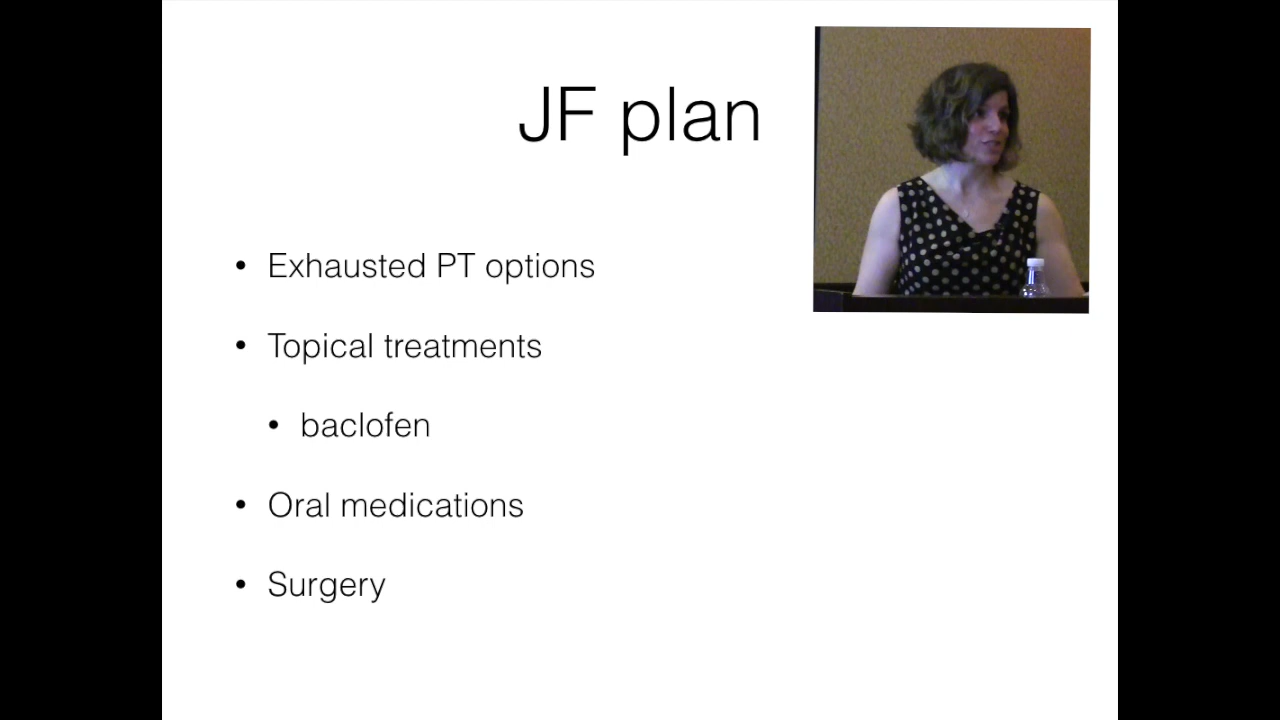 JF plan
• Exhausted PT options
• Topical treatments
• baclofen
• Oral medications
• Surgery